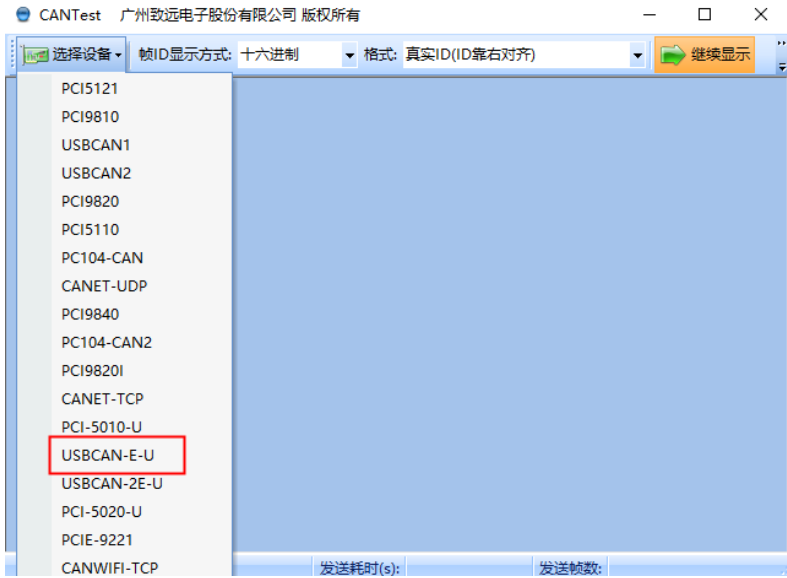 CANTest 广州致远电子股份有限公司 版权所有
选择设备 帧ID显示方式: 十六进制 格式: 真实ID(ID靠右对齐) 继续显示
PCI5121
PCI9810
USBCAN1
USBCAN2
PCI9820
PCI5110
PC104-CAN
CANET-UDP
PCI9840
PC104-CAN2
PCI9820I
CANET-TCP
PCI-5010-U
USBCAN-E-U
USBCAN-2E-U
PCI-5020-U
PCIE-9221
CANWIFI-TCP 发送耗时(s): 发送帧数: